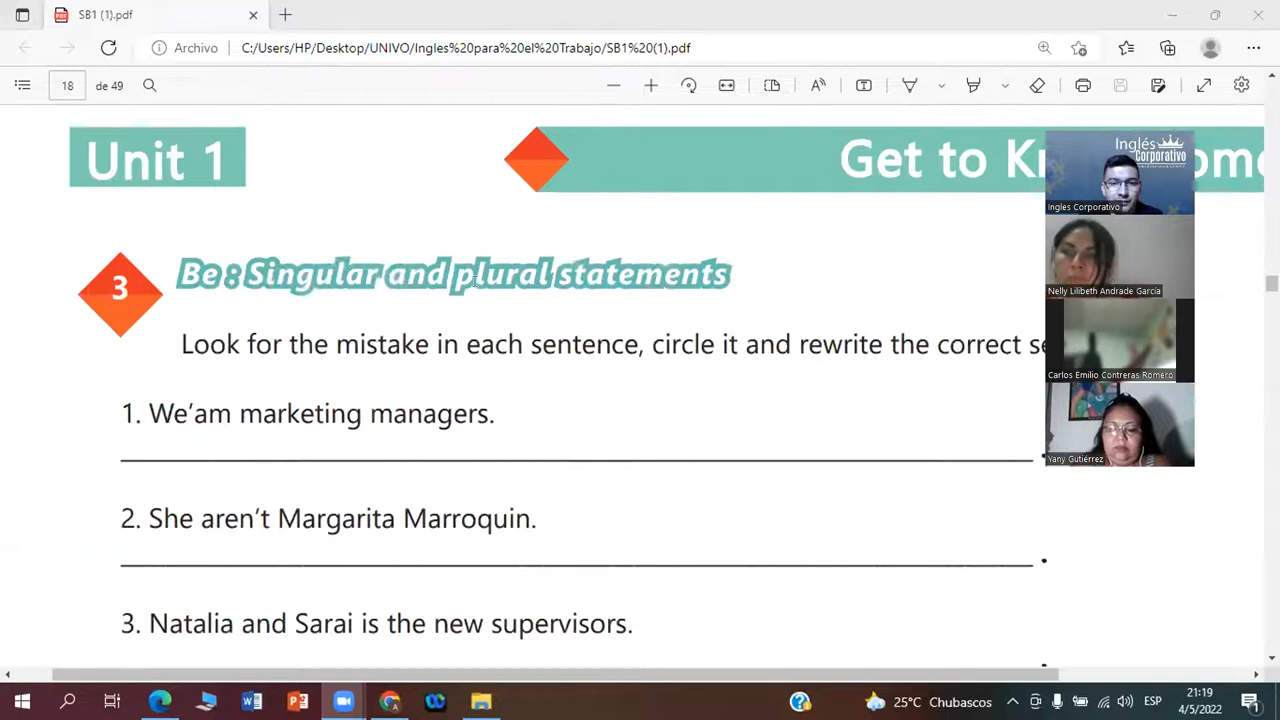 SB1 (1).pdf
Archivo
C:/Users/HP/Desktop/UNIVO/Ingles%20para%20el%20Trabajo/SB1%20(1).pdf
18 de 49
Unit 1
Get to K
ome
Inglés
Corporativo
Ingles Corporativo
3
Be : Singular and plural statements
Nelly Lilibeth Andrade García
Look for the mistake in each sentence, circle it and rewrite the correct se
Carlos Emilio Contreras Romero
1. We'am marketing managers.
Yany Gutiérrez
2. She aren't Margarita Marroquin.
3. Natalia and Sarai is the new supervisors.
25°C Chubascos
ESP
21:19
4/5/2022